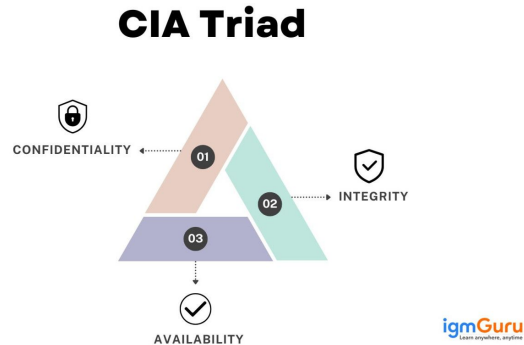 CIA Triad
CONFIDENTIALITY
01
02
INTEGRITY
03
AVAILABILITY
igmGuru
Learn anywhere, anytime